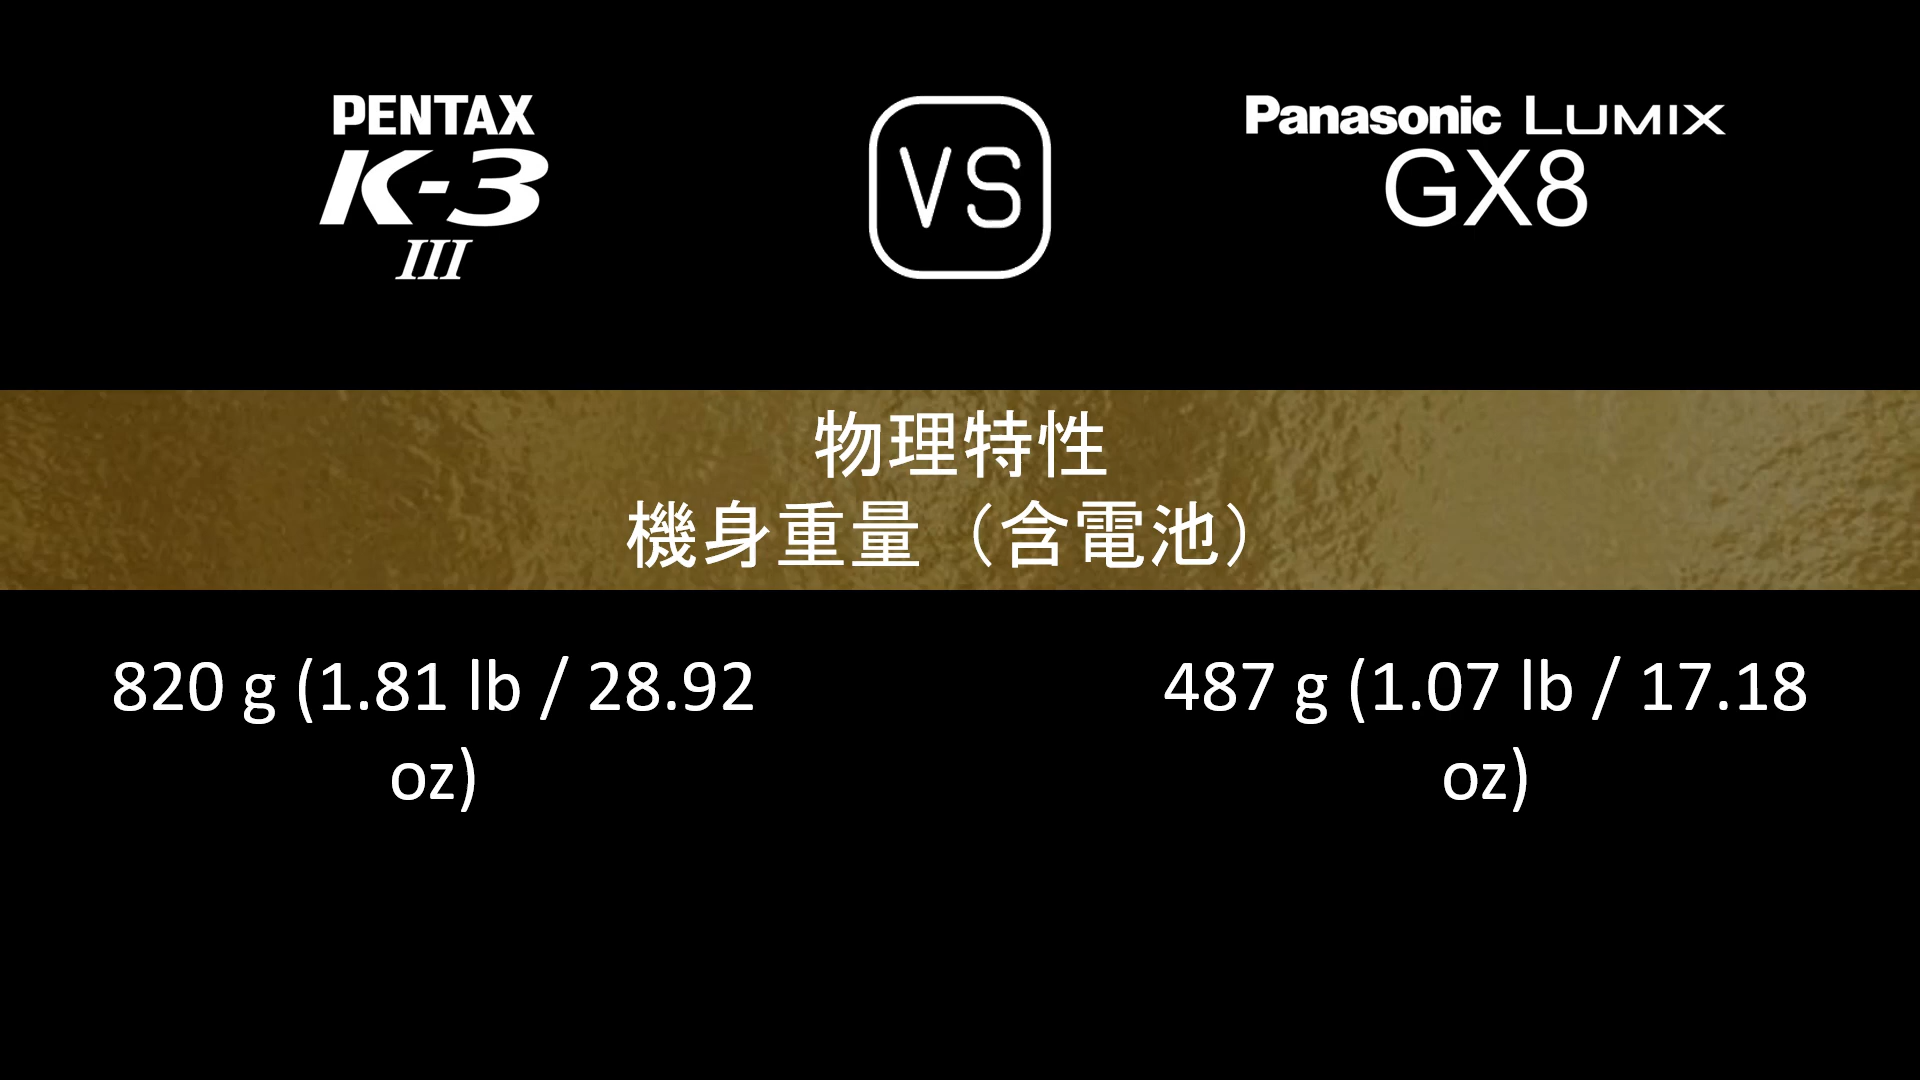 PENTAX
K-3
III
VS
Panasonic LUMIX
GX8
物理特性
機身重量（含電池）
820 g (1.81 lb / 28.92
oz)
487 g (1.07 lb / 17.18
oz)